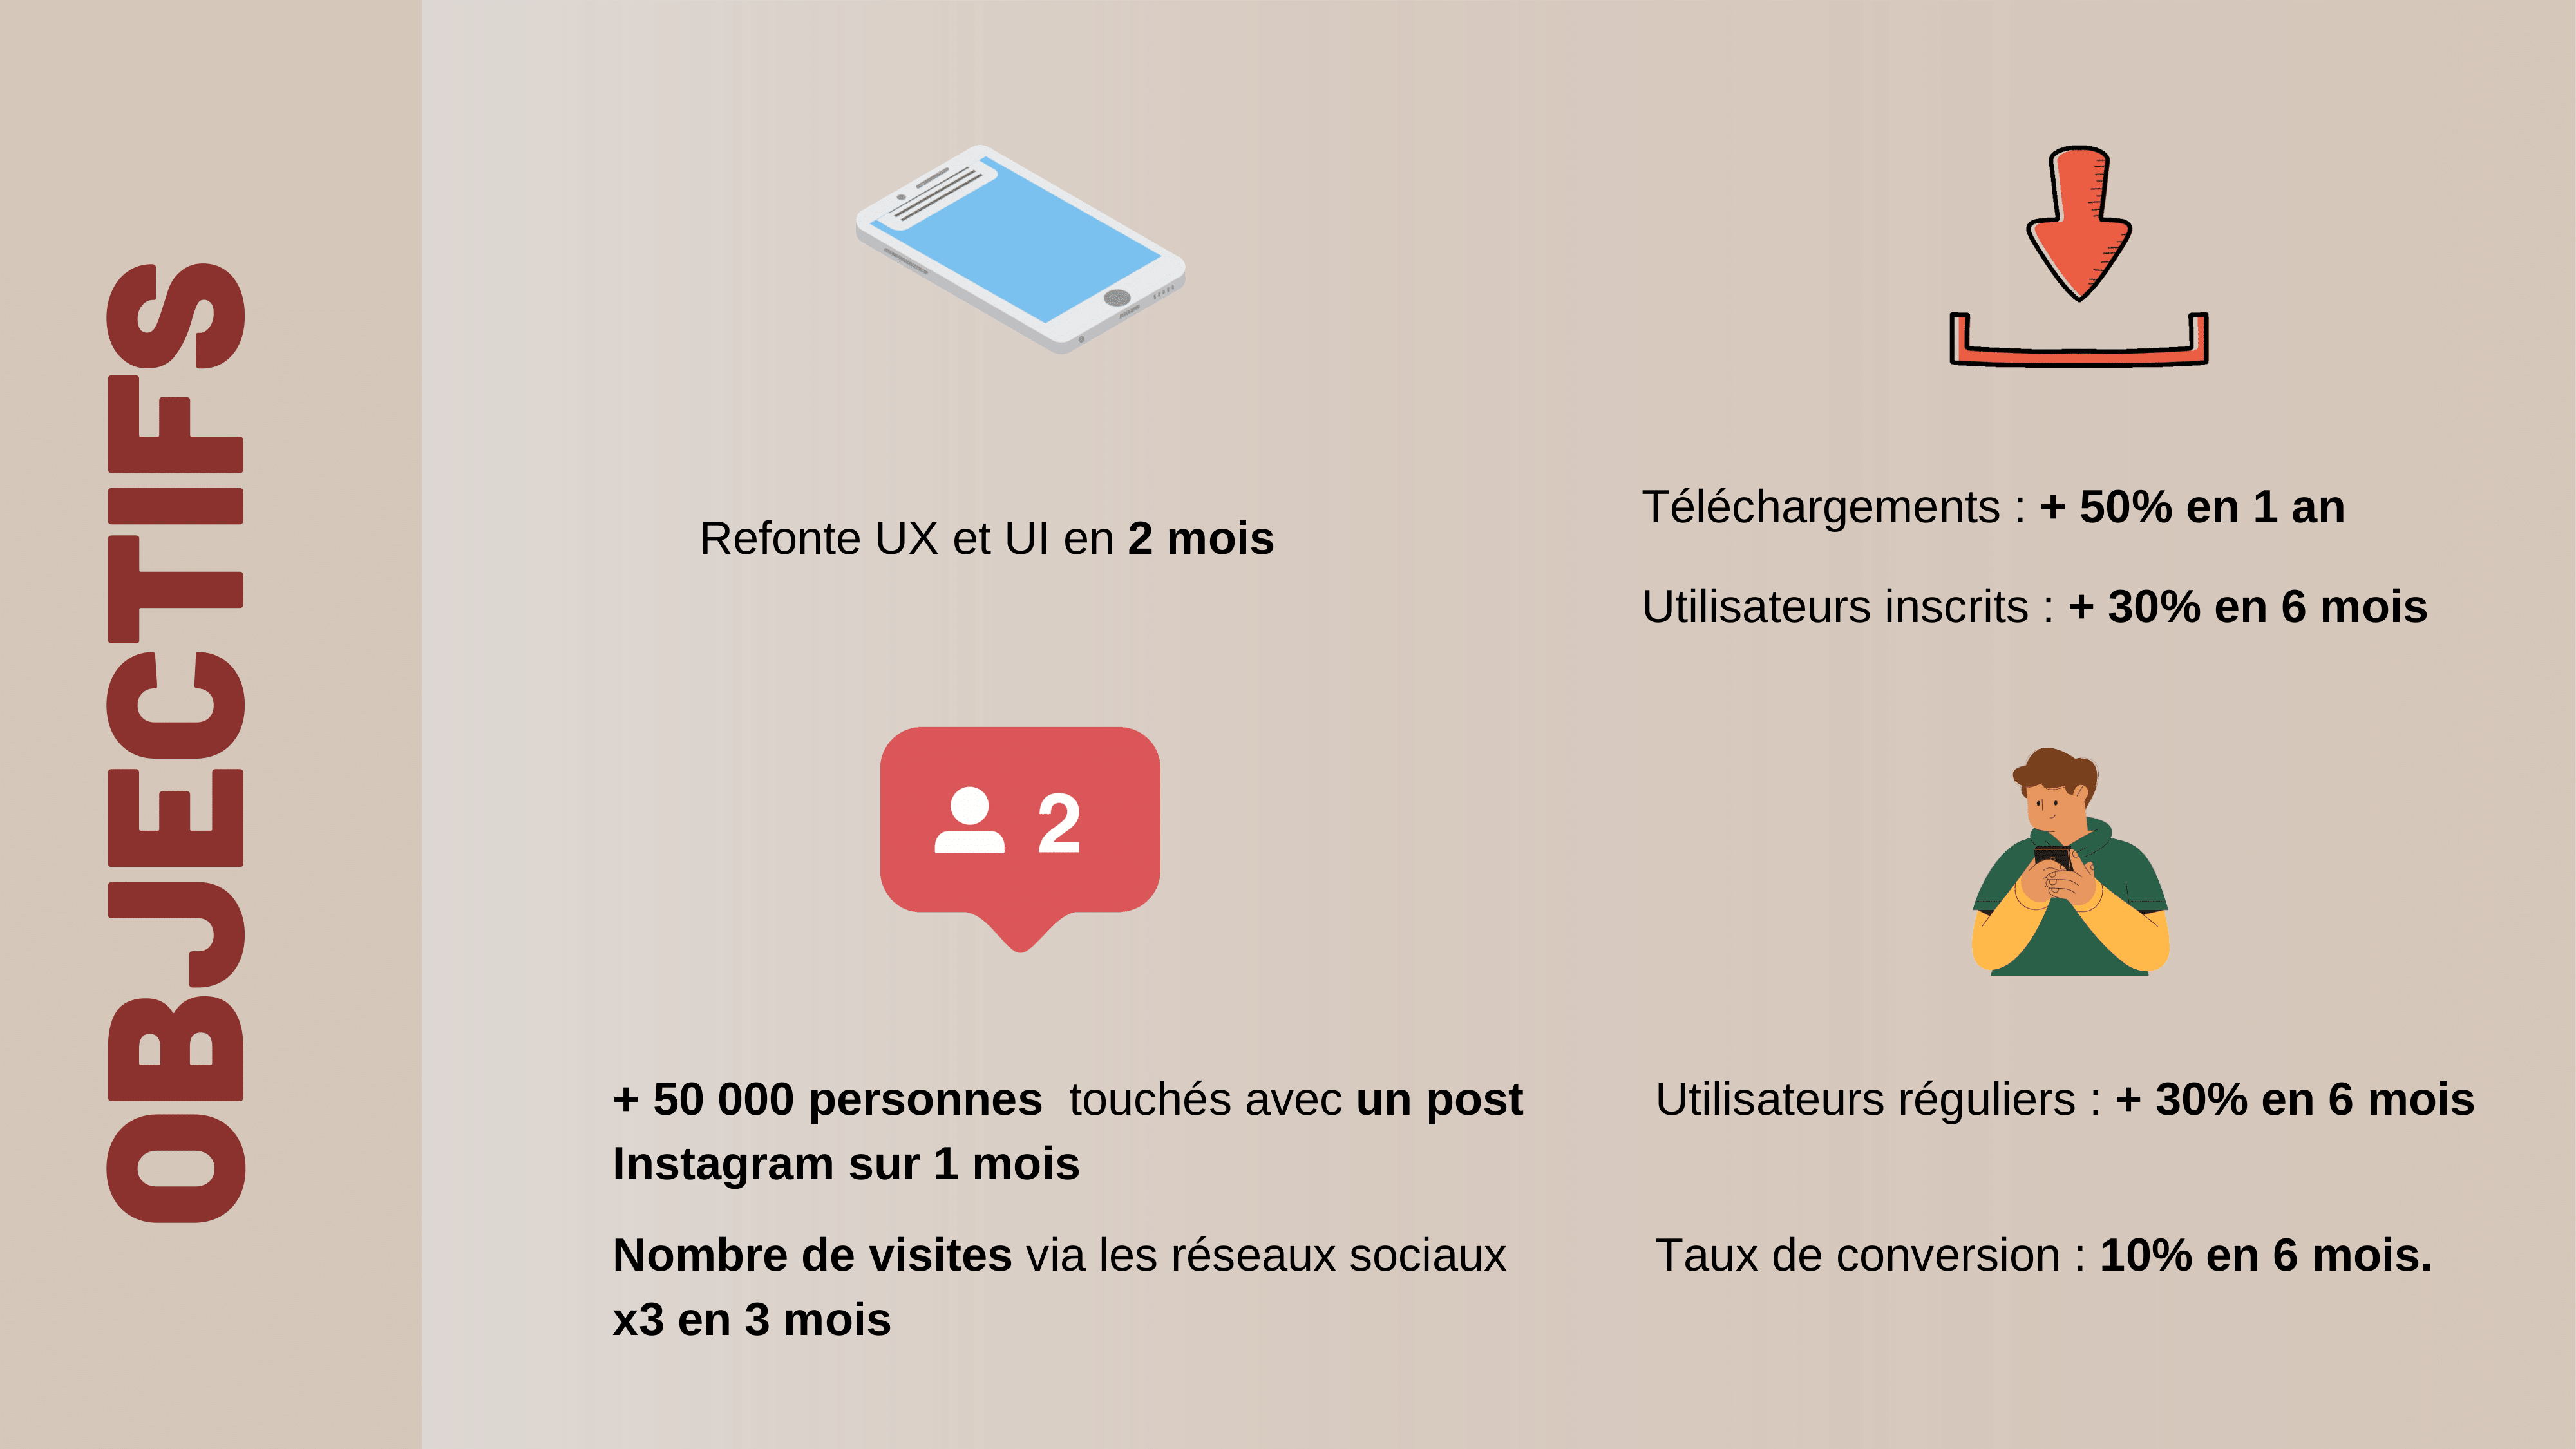 OBJECTIFS
Refonte UX et UI en 2 mois
Téléchargements : + 50% en 1 an
Utilisateurs inscrits : + 30% en 6 mois
2
+ 50 000 personnes  touchés avec un post
Instagram sur 1 mois
Nombre de visites via les réseaux sociaux
x3 en 3 mois
Utilisateurs réguliers : + 30% en 6 mois
Taux de conversion : 10% en 6 mois.